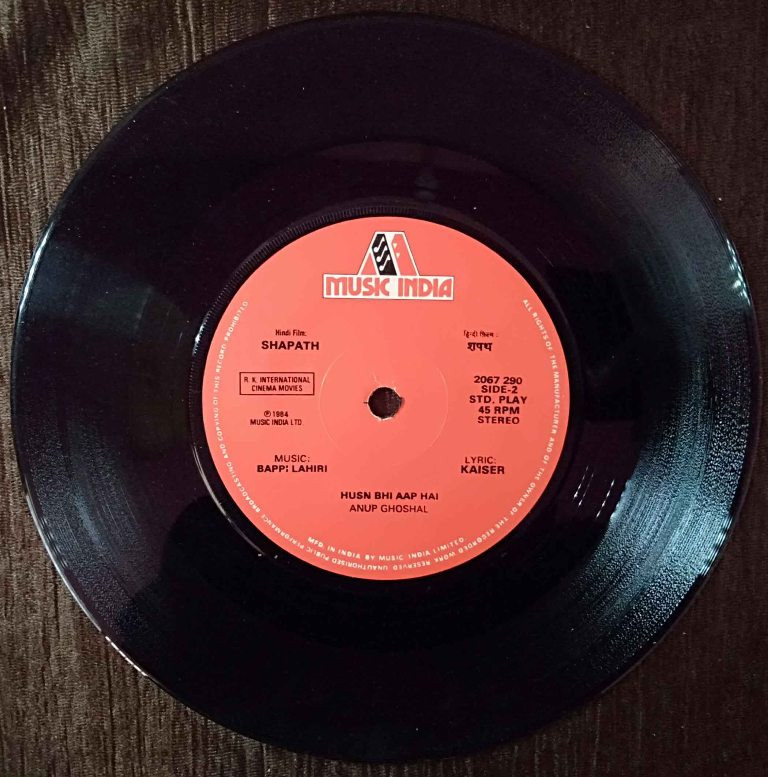 MUSIC INDIA
Hindi Film:
SHAPATH
हिन्दी फिल्म :
शपथ
R. K. INTERNATIONAL
CINEMA MOVIES
℗ 1984
MUSIC INDIA LTD.
2067 290
SIDE-2
STD. PLAY
45 RPM
STEREO
MUSIC:
BAPPI LAHIRI
LYRIC:
KAISER
HUSN BHI AAP HAI
ANUP GHOSHAL
MFD. IN INDIA BY MUSIC INDIA LIMITED
ALL RIGHTS OF THE MANUFACTURER AND OF THE OWNER OF THE RECORDED WORK RESERVED UNAUTHORISED PUBLIC PERFORMANCE BROADCASTING AND COPYING OF THIS RECORD PROHIBITED